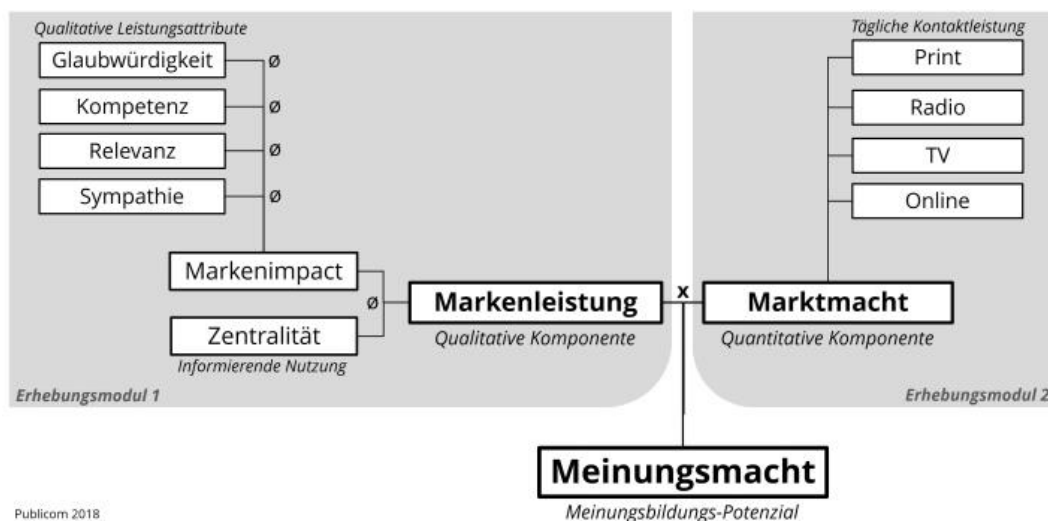 Qualitative Leistungsattribute
Glaubwürdigkeit
Ø
Kompetenz
Ø
Relevanz
Ø
Sympathie
Ø
Markenimpact
Ø
Zentralität
Informierende Nutzung
Markenleistung
Qualitative Komponente
Erhebungsmodul 1
x
Tägliche Kontaktleistung
Print
Radio
TV
Online
Marktmacht
Quantitative Komponente
Erhebungsmodul 2
Meinungsmacht
Meinungsbildungs-Potenzial
Publicom 2018